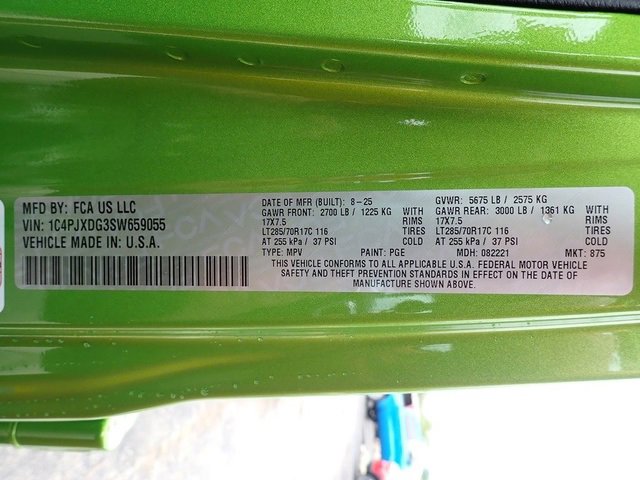 MFD BY: FCA US LLC
VIN: 1C4PJXDG3SW659055
VEHICLE MADE IN: U.S.A.
DATE OF MFR (BUILT): 8-25
GAWR FRONT: 2700 LB / 1225 KG WITH
17X7.5 RIMS
LT285/70R17C 116 TIRES
AT 255 kPa / 37 PSI COLD
TYPE: MPV PAINT: PGE
GVWR: 5675 LB / 2575 KG
GAWR REAR: 3000 LB / 1361 KG WITH
17X7.5 RIMS
LT285/70R17C 116 TIRES
AT 255 kPa / 37 PSI COLD
MDH: 082221 MKT: 875
THIS VEHICLE CONFORMS TO ALL APPLICABLE U.S.A. FEDERAL MOTOR VEHICLE
SAFETY AND THEFT PREVENTION STANDARDS IN EFFECT ON THE DATE OF
MANUFACTURE SHOWN ABOVE.